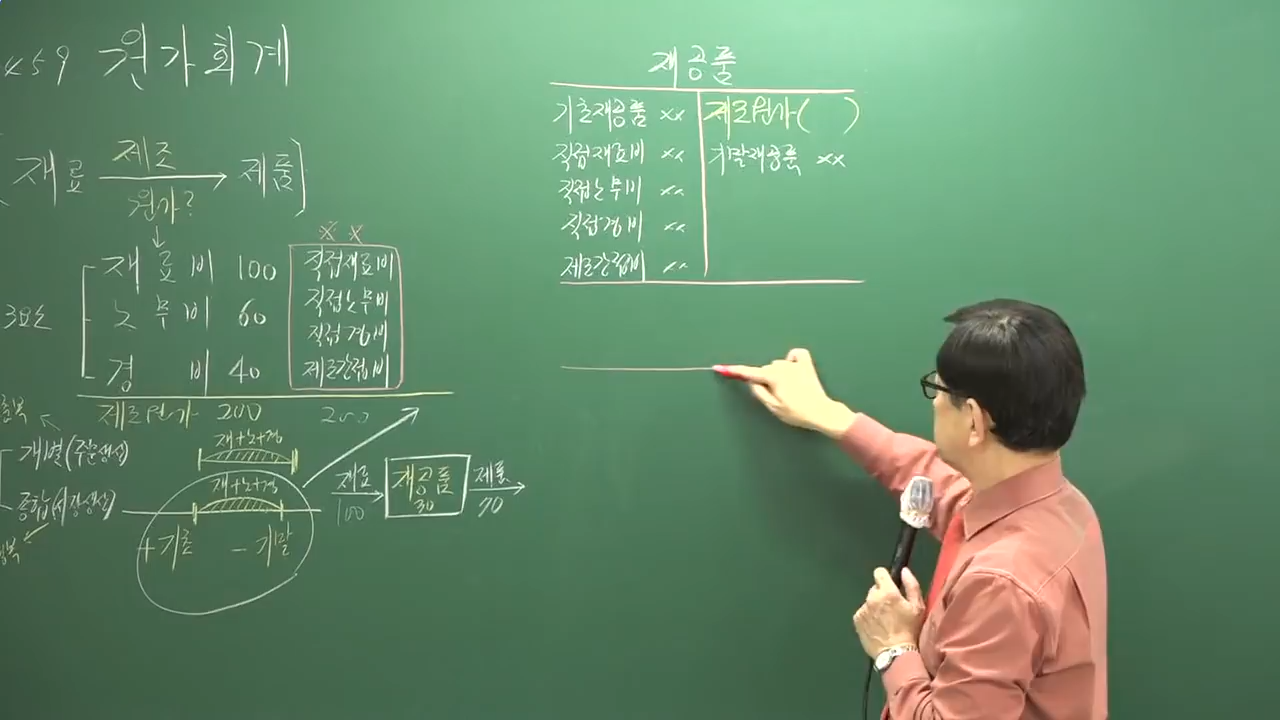 459 원가회계
재료 제조 제품
원가?
3요소
재료비 100
노무비 60
경비 40
제조원가 200 200
※ ※
직접재료비
직접노무비
직접경비
제조간접비
개별(주문생산)
종합(시장생산)
재+노+경
재+노+경
+기초 -기말
재료 100
재공품 30
제품 70
재공품
기초재공품 xx 제조원가( )
직접재료비 xx 기말재공품 xx
직접노무비 xx
직접경비 xx
제조간접비 xx